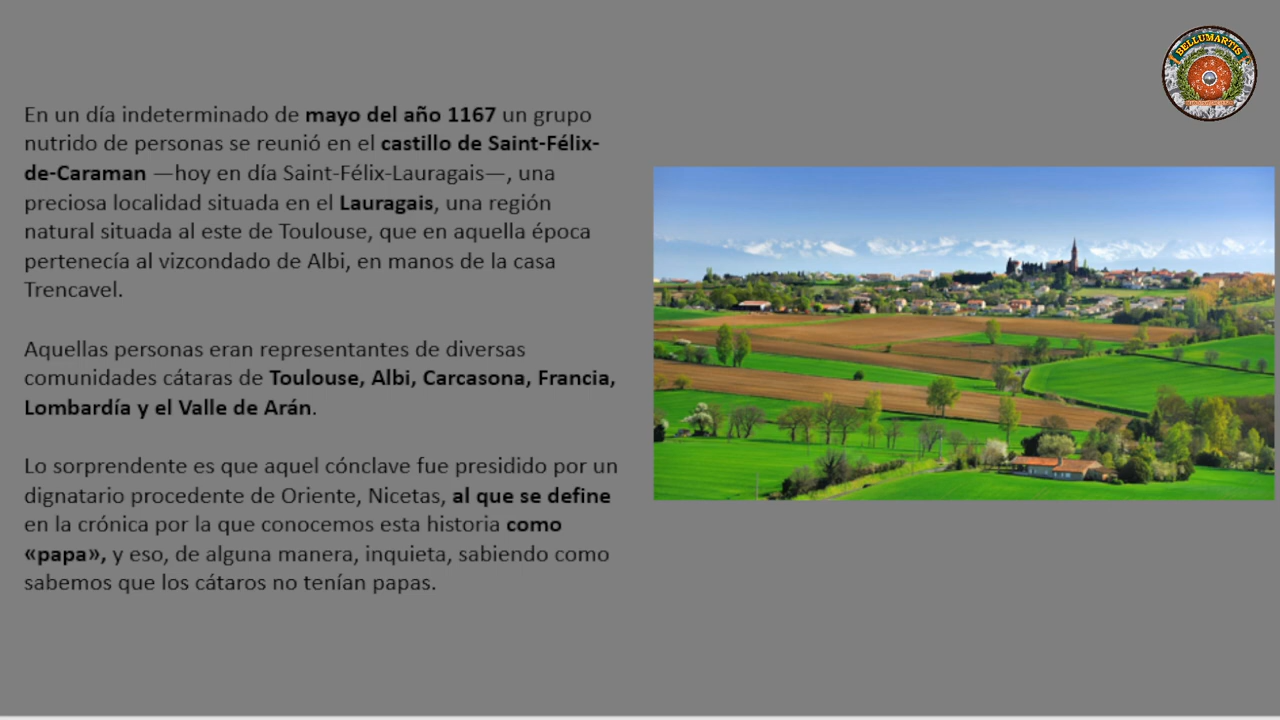 BELLUMARTIS
En un día indeterminado de mayo del año 1167 un grupo
nutrido de personas se reunió en el castillo de Saint-Félix-
de-Caraman —hoy en día Saint-Félix-Lauragais—, una
preciosa localidad situada en el Lauragais, una región
natural situada al este de Toulouse, que en aquella época
pertenecía al vizcondado de Albi, en manos de la casa
Trencavel.
Aquellas personas eran representantes de diversas
comunidades cátaras de Toulouse, Albi, Carcasona, Francia,
Lombardía y el Valle de Arán.
Lo sorprendente es que aquel cónclave fue presidido por un
dignatario procedente de Oriente, Nicetas, al que se define
en la crónica por la que conocemos esta historia como
«papa», y eso, de alguna manera, inquieta, sabiendo como
sabemos que los cátaros no tenían papas.